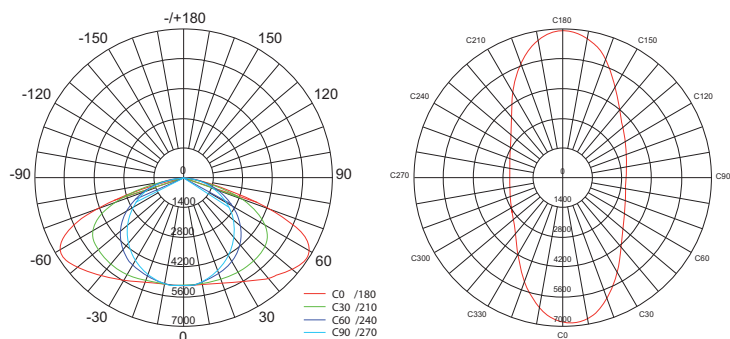 -/+180
-150 150
-120 120
-90 0 90
1400
2800
-60 4200 60
5600
-30 7000 30
0
C0 /180
C30 /210
C60 /240
C90 /270
C180
C210 C150
C240 C120
C270 0 C90
1400
2800
C300 4200 C60
5600
C330 7000 C30
C0